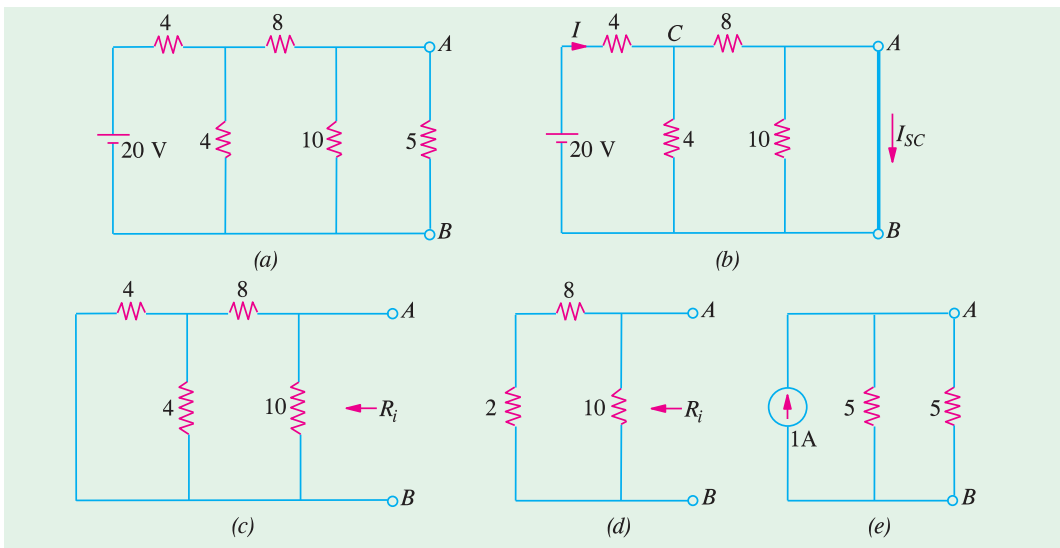 4 8 A
20 V 4 10 5
B
(a)
I 4 C 8 A
20 V 4 10 I_SC
B
(b)
4 8 A
4 10 R_i
B
(c)
8 A
2 10 R_i
B
(d)
A
1A 5 5
B
(e)